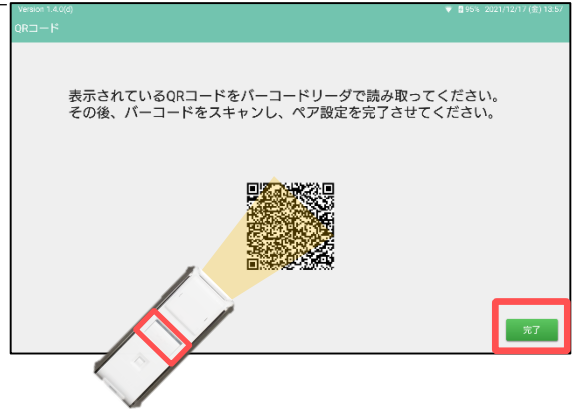 Version 1.4.0(d)
95% 2021/12/17 (金) 13:57
QRコード
表示されているQRコードをバーコードリーダで読み取ってください。
その後、バーコードをスキャンし、ペア設定を完了させてください。
完了